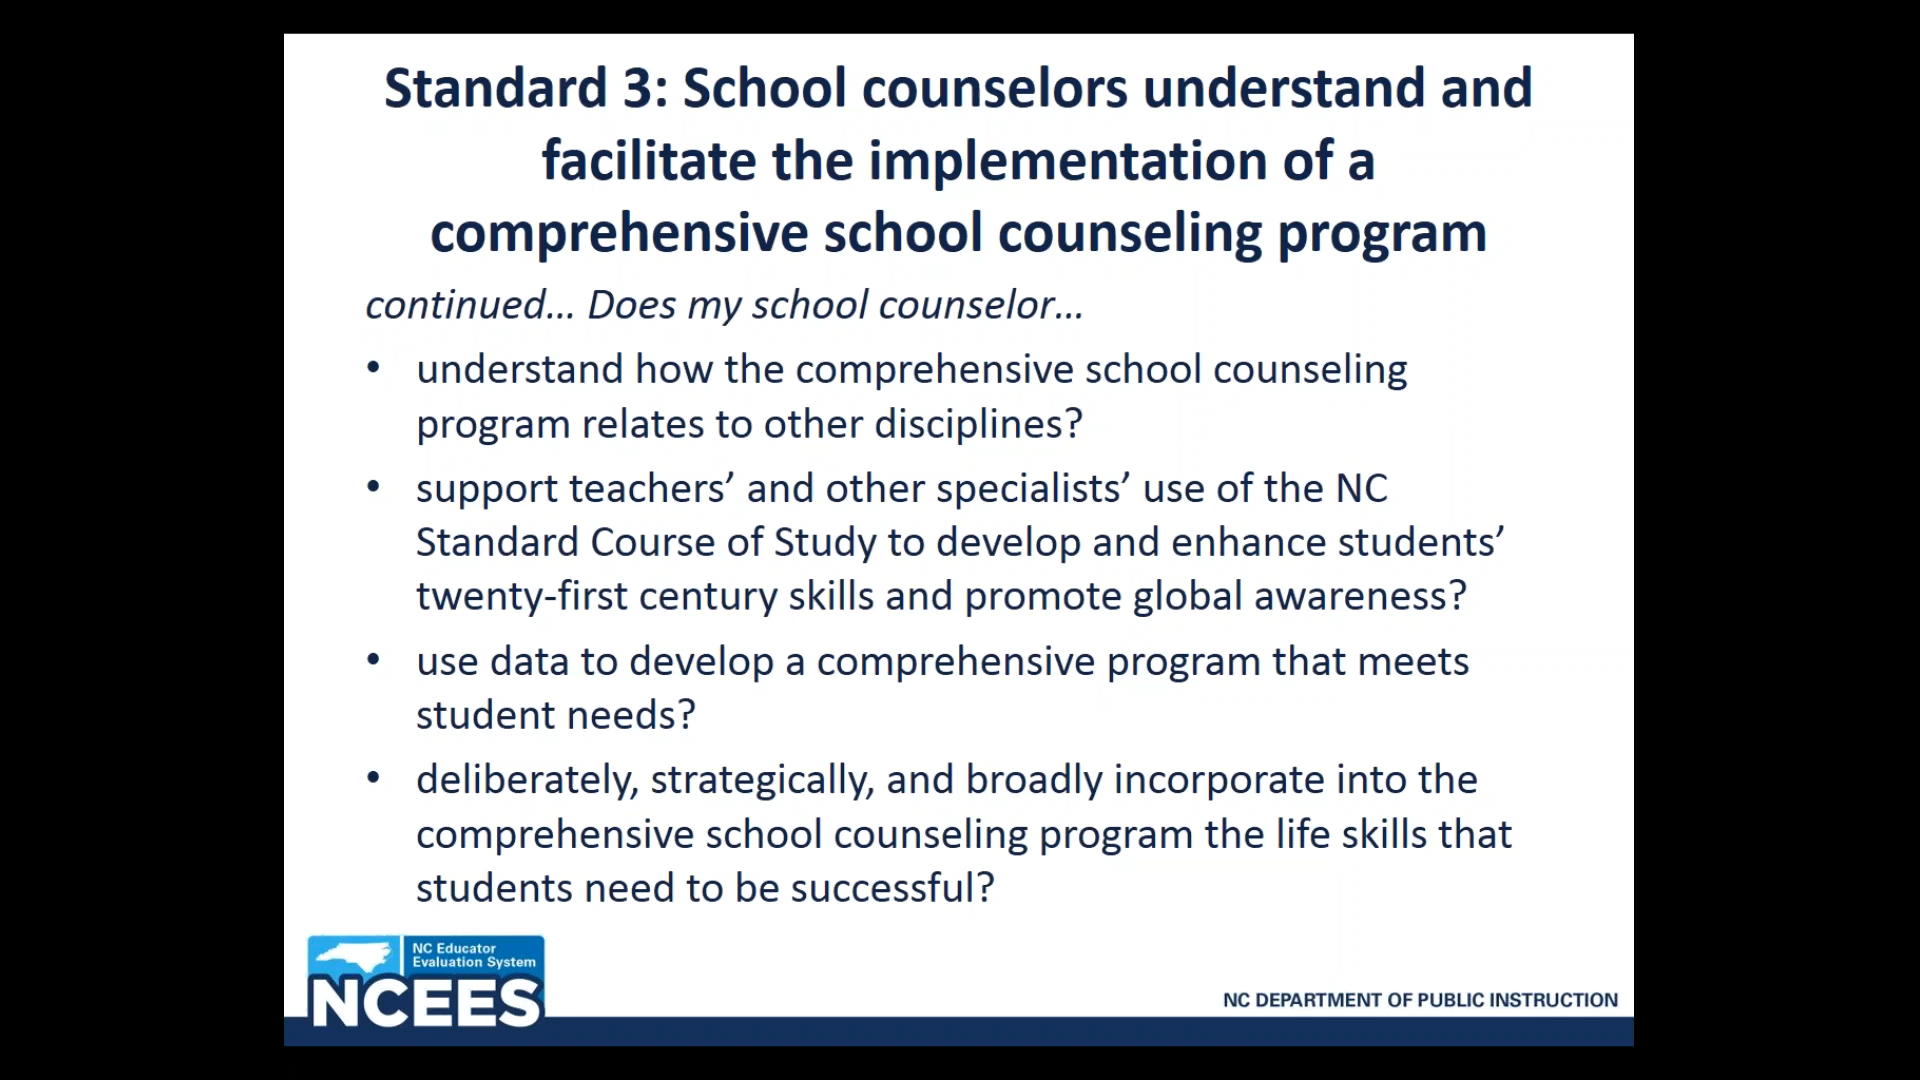 Standard 3: School counselors understand and
facilitate the implementation of a
comprehensive school counseling program
continued... Does my school counselor...
• understand how the comprehensive school counseling
program relates to other disciplines?
• support teachers’ and other specialists’ use of the NC
Standard Course of Study to develop and enhance students’
twenty-first century skills and promote global awareness?
• use data to develop a comprehensive program that meets
student needs?
• deliberately, strategically, and broadly incorporate into the
comprehensive school counseling program the life skills that
students need to be successful?
NC Educator
Evaluation System
NCEES
NC DEPARTMENT OF PUBLIC INSTRUCTION